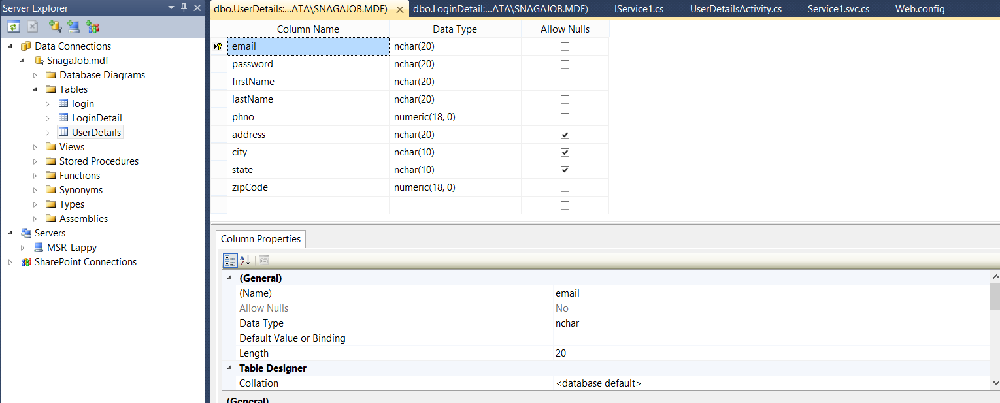 Server Explorer
Data Connections
SnagaJob.mdf
Database Diagrams
Tables
login
LoginDetail
UserDetails
Views
Stored Procedures
Functions
Synonyms
Types
Assemblies
Servers
MSR-Lappy
SharePoint Connections
dbo.UserDetails:...ATA\SNAGAJOB.MDF) dbo.LoginDetail:...ATA\SNAGAJOB.MDF) IService1.cs UserDetailsActivity.cs Service1.svc.cs Web.config
Column Name Data Type Allow Nulls
email nchar(20)
password nchar(20)
firstName nchar(20)
lastName nchar(20)
phno numeric(18, 0)
address nchar(20)
city nchar(10)
state nchar(10)
zipCode numeric(18, 0)
Column Properties
(General)
(Name) email
Allow Nulls No
Data Type nchar
Default Value or Binding
Length 20
Table Designer
Collation <database default>
(General)